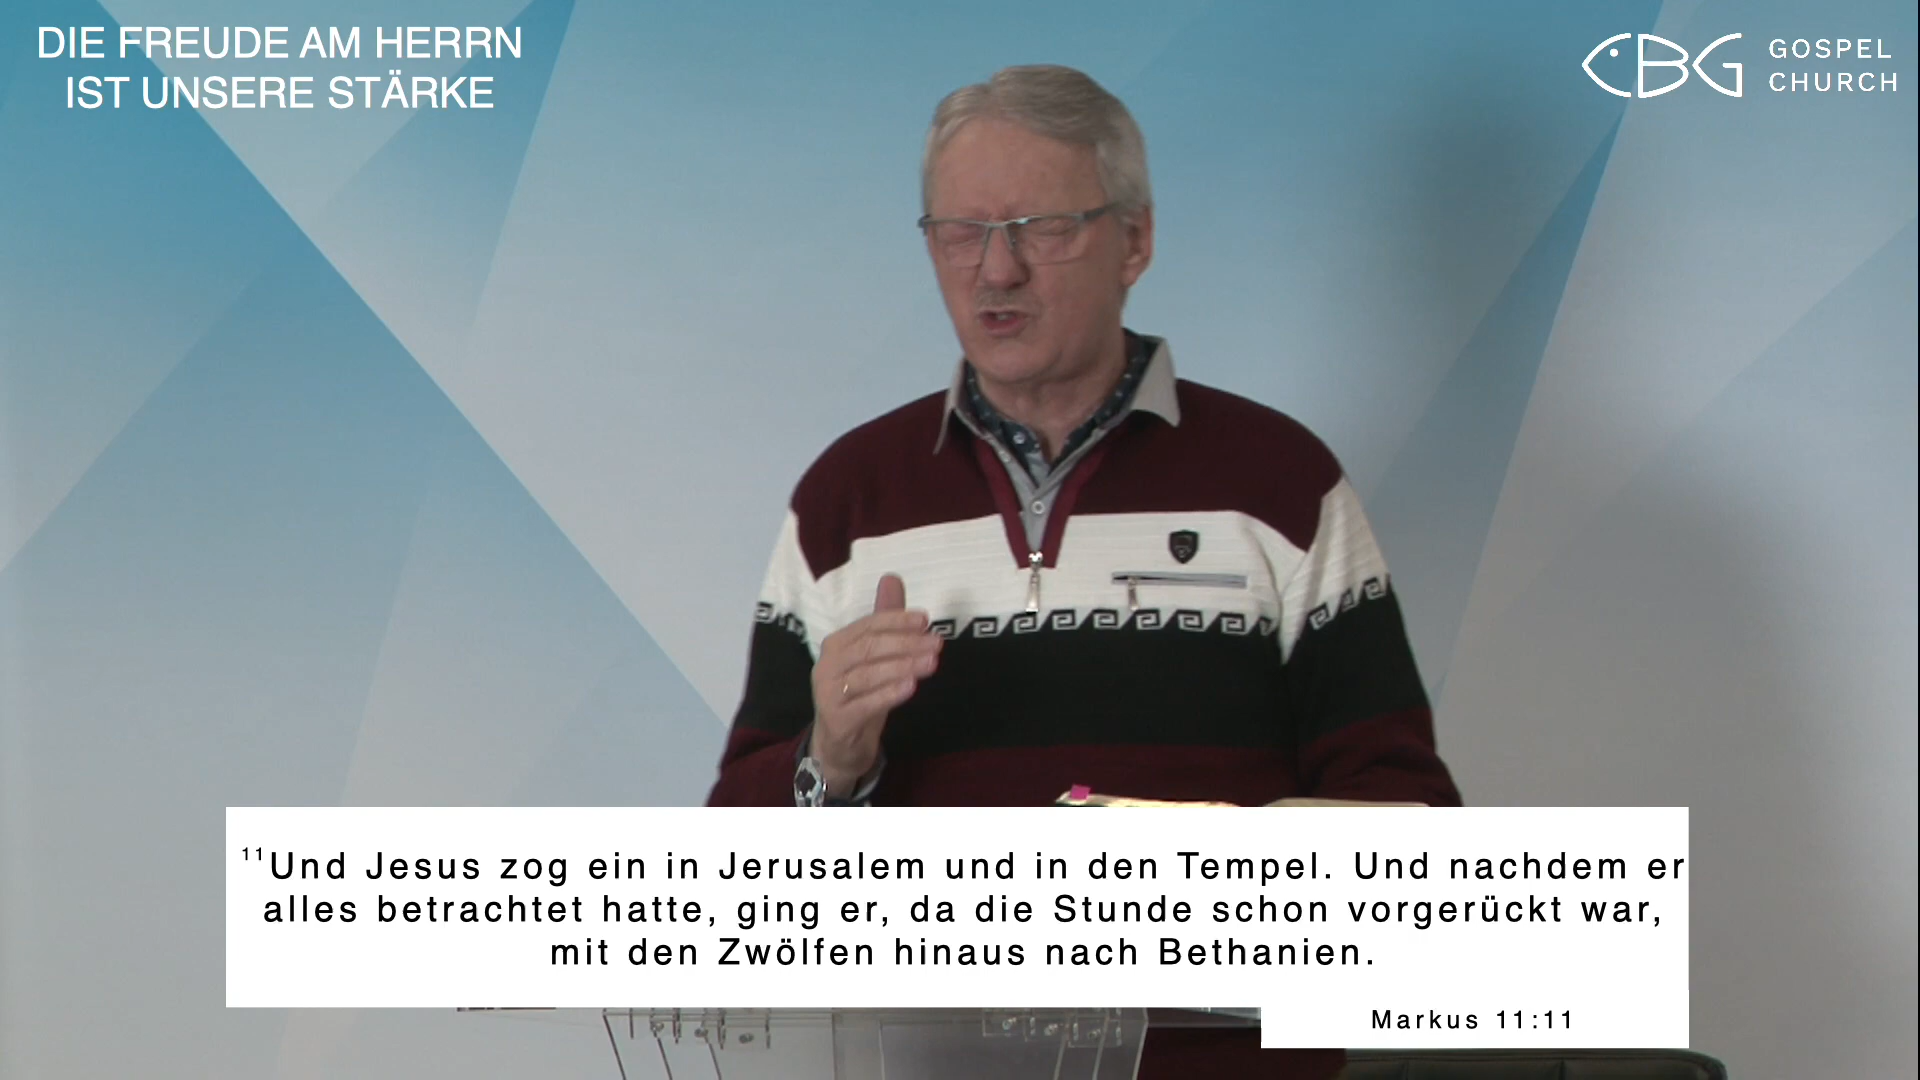 DIE FREUDE AM HERRN
IST UNSERE STÄRKE
CBG
GOSPEL
CHURCH
11Und Jesus zog ein in Jerusalem und in den Tempel. Und nachdem er
alles betrachtet hatte, ging er, da die Stunde schon vorgerückt war,
mit den Zwölfen hinaus nach Bethanien.
Markus 11:11